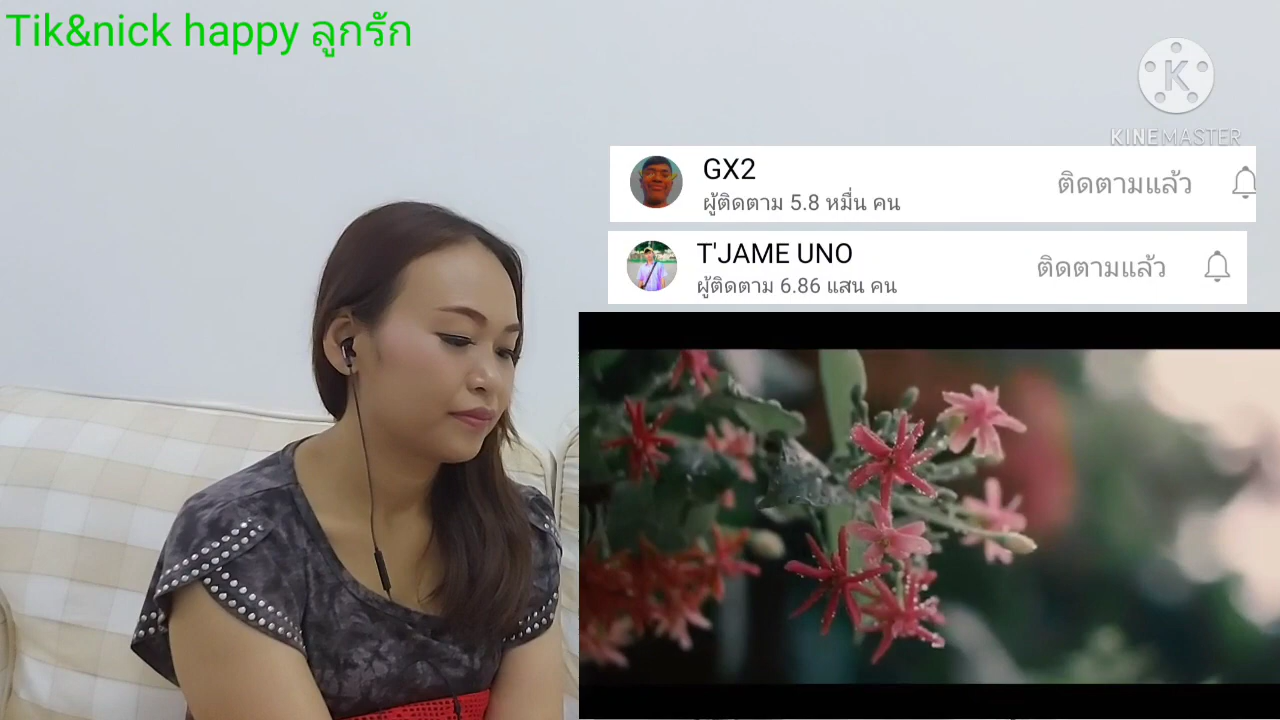 Tik&nick happy ลูกรัก
KINEMASTER
GX2
ผู้ติดตาม 5.8 หมื่น คน
ติดตามแล้ว
T'JAME UNO
ผู้ติดตาม 6.86 แสน คน
ติดตามแล้ว